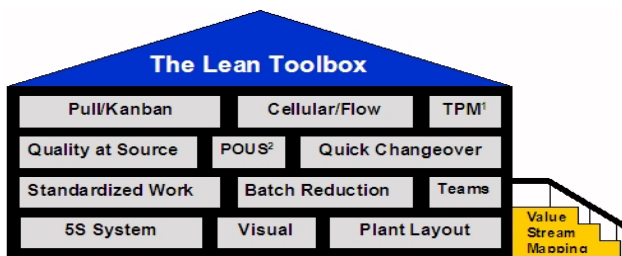 The Lean Toolbox
Pull/Kanban Cellular/Flow TPM¹
Quality at Source POUS² Quick Changeover
Standardized Work Batch Reduction Teams
5S System Visual Plant Layout
Value
Stream
Mapping